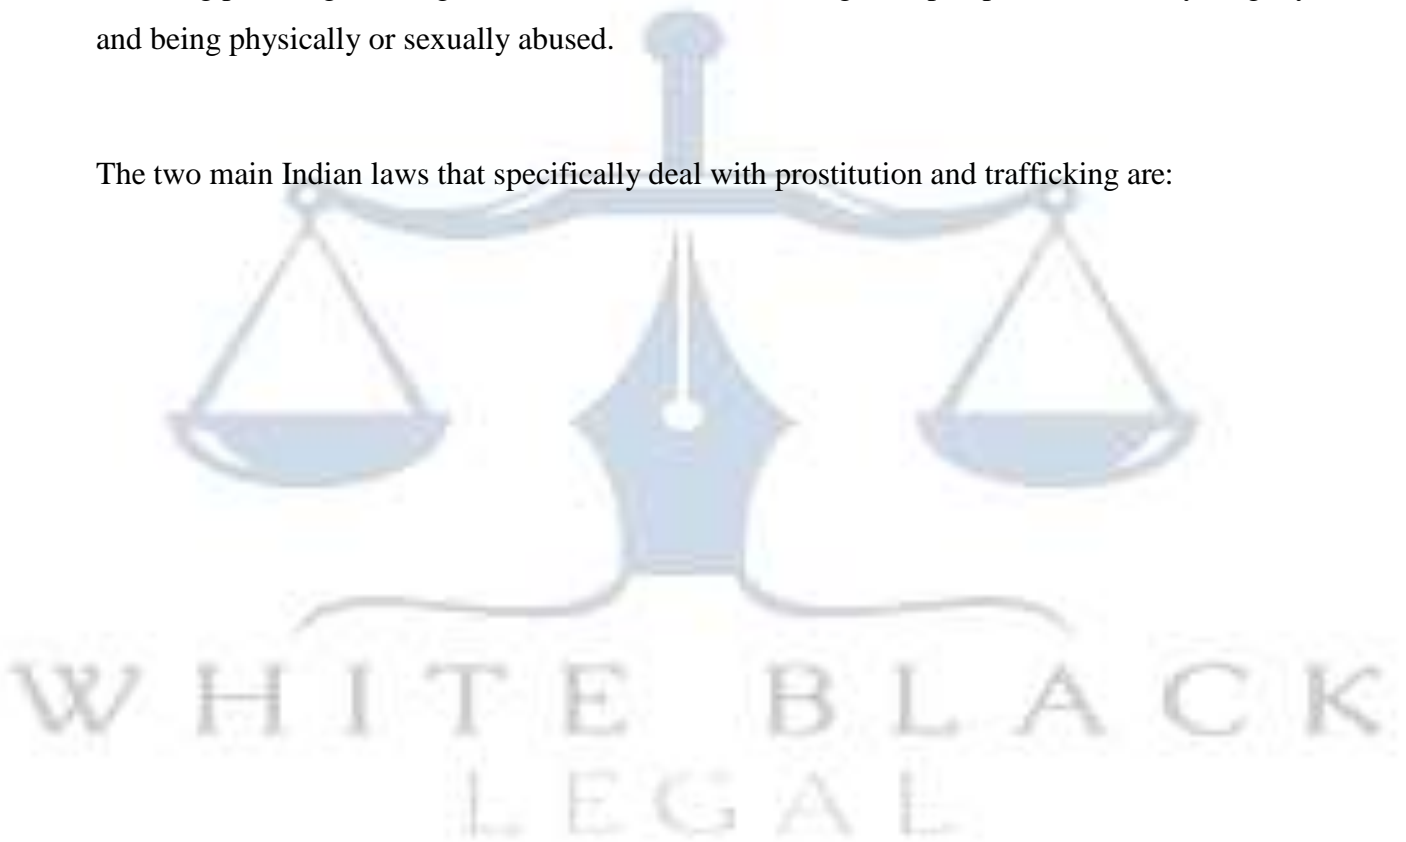 and being physically or sexually abused.
The two main Indian laws that specifically deal with prostitution and trafficking are:
WHITE BLACK
LEGAL